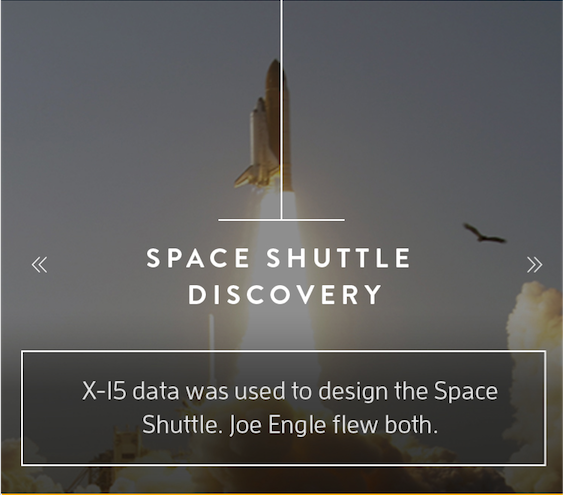 SPACE SHUTTLE
DISCOVERY
X-15 data was used to design the Space
Shuttle. Joe Engle flew both.